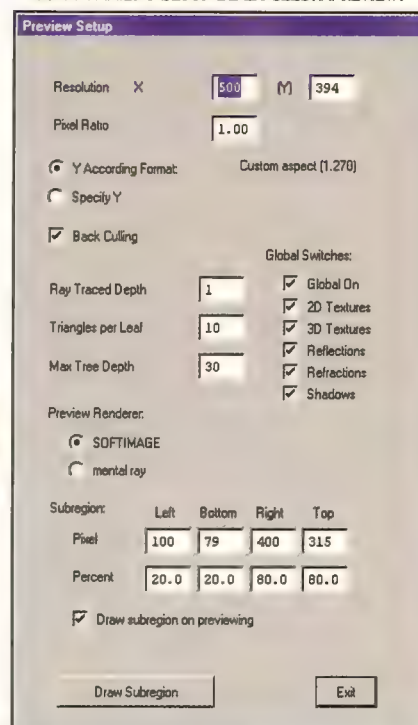 Preview Setup
Resolution X 500 (Y) 394
Pixel Ratio 1.00
Y According Format: Custom aspect (1.270)
Specify Y
Back Culling
Global Switches:
Ray Traced Depth 1 Global On
2D Textures
Triangles per Leaf 10 3D Textures
Reflections
Max Tree Depth 30 Refractions
Shadows
Preview Renderer:
SOFTIMAGE
mental ray
Subregion: Left Bottom Right Top
Pixel 100 79 400 315
Percent 20.0 20.0 80.0 80.0
Draw subregion on previewing
Draw Subregion Exit